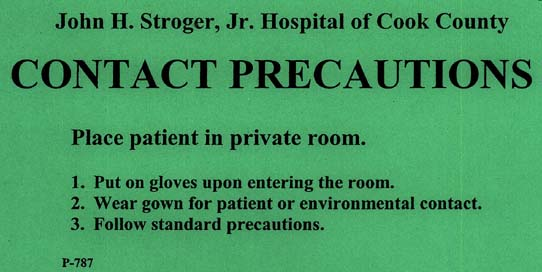 John H. Stroger, Jr. Hospital of Cook County
CONTACT PRECAUTIONS
Place patient in private room.
1. Put on gloves upon entering the room.
2. Wear gown for patient or environmental contact.
3. Follow standard precautions.
P-787